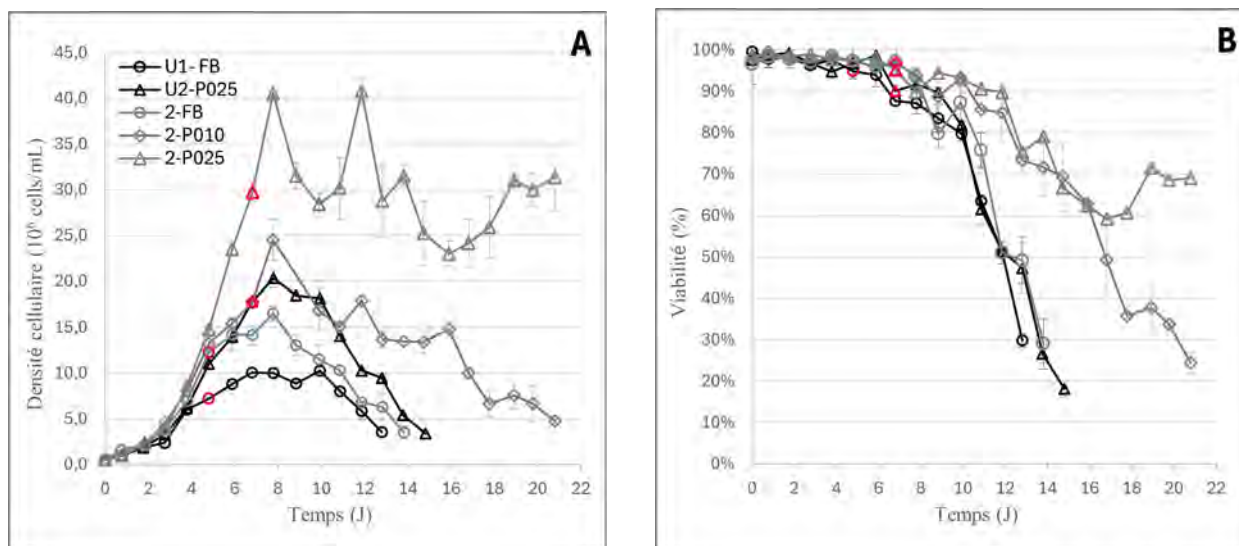 A
45,0
40,0
35,0
30,0
25,0
20,0
15,0
10,0
5,0
0,0
Densité cellulaire (10⁶ cells/mL)
U1- FB
U2-P025
2-FB
2-P010
2-P025
0 2 4 6 8 10 12 14 16 18 20 22
Temps (J)
B
100%
90%
80%
70%
60%
50%
40%
30%
20%
10%
0%
Viabilité (%)
0 2 4 6 8 10 12 14 16 18 20 22
Temps (J)